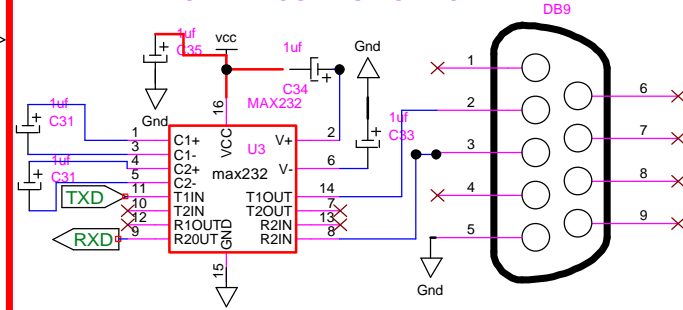 DB9
1uf
C35
vcc
1uf
C34
Gnd
MAX232
Gnd
16
1uf
C31
1uf
C31
1uf
C33
U3
max232
VCC
GND
15
1 C1+
3 C1-
4 C2+
5 C2-
11 T1IN
10 T2IN
12 R1OUT
9 R2OUT
V+ 2
V- 6
T1OUT 14
T2OUT 7
R2IN 13
R2IN 8
TXD
RXD
1
2
3
4
5
6
7
8
9
Gnd